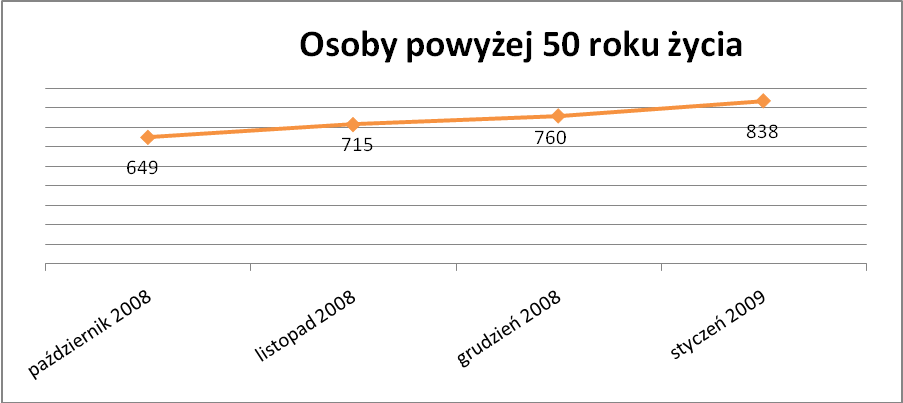 Osoby powyżej 50 roku życia
649
715
760
838
październik 2008
listopad 2008
grudzień 2008
styczeń 2009